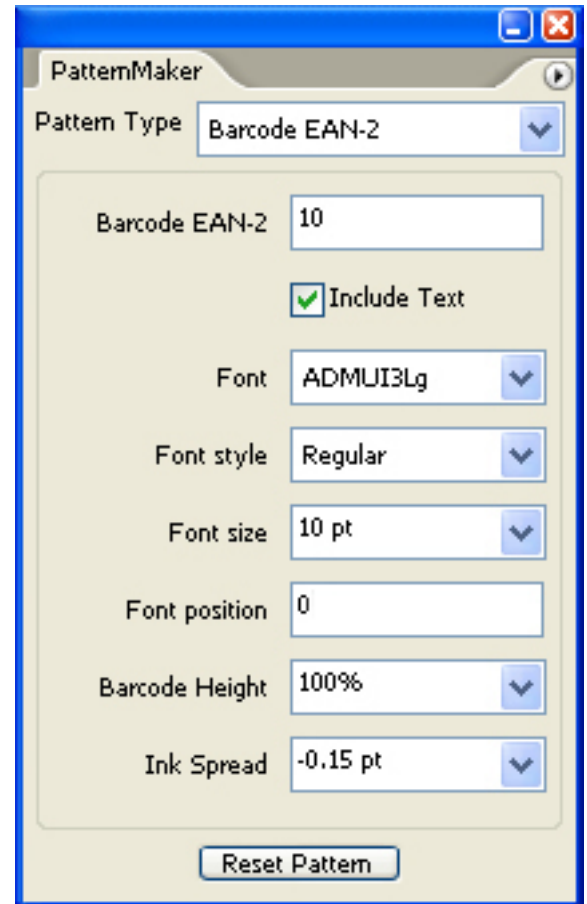 PatternMaker
Pattern Type Barcode EAN-2
Barcode EAN-2 10
Include Text
Font ADMUI3Lg
Font style Regular
Font size 10 pt
Font position 0
Barcode Height 100%
Ink Spread -0.15 pt
Reset Pattern